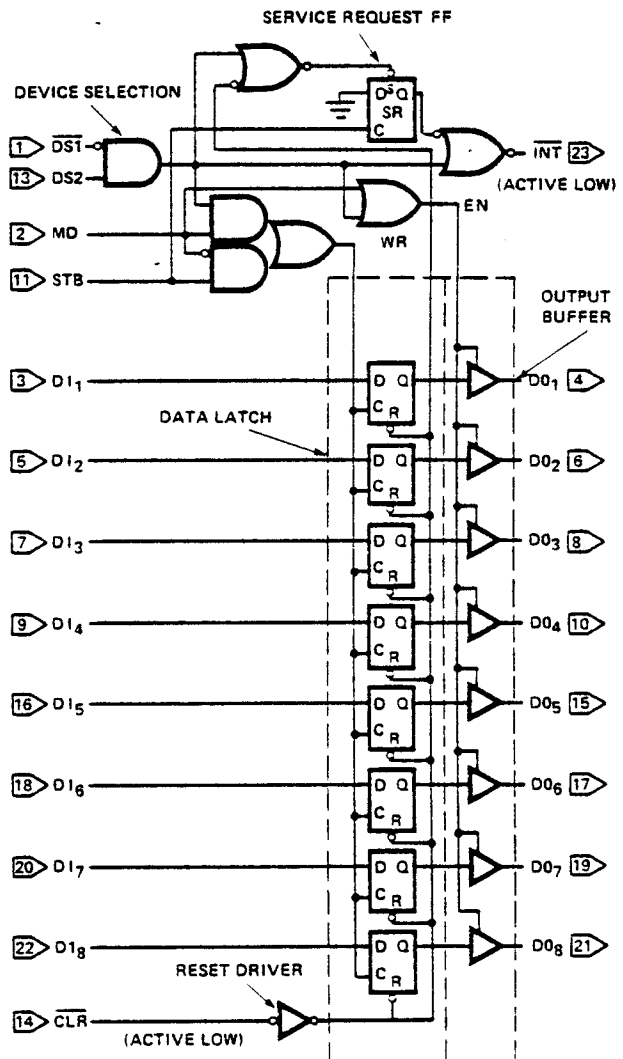 SERVICE REQUEST FF
DEVICE SELECTION
D S Q
SR
C
1 DS1
13 DS2
INT 23
(ACTIVE LOW)
2 MD
EN
WR
11 STB
OUTPUT
BUFFER
3 DI1 D Q C R DO1 4
DATA LATCH
5 DI2 D Q C R DO2 6
7 DI3 D Q C R DO3 8
9 DI4 D Q C R DO4 10
16 DI5 D Q C R DO5 15
18 DI6 D Q C R DO6 17
20 DI7 D Q C R DO7 19
22 DI8 D Q C R DO8 21
RESET DRIVER
14 CLR
(ACTIVE LOW)